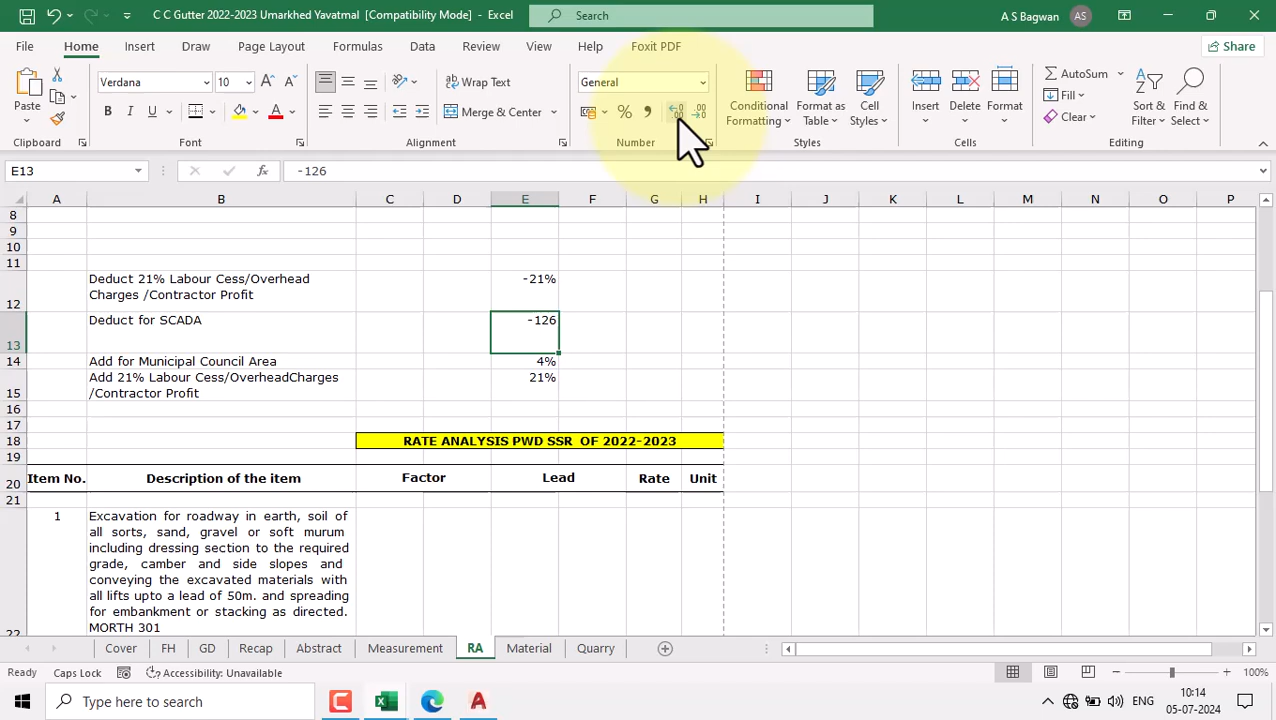 C C Gutter 2022-2023 Umarkhed Yavatmal [Compatibility Mode] - Excel
Search
A S Bagwan
AS
File
Home
Insert
Draw
Page Layout
Formulas
Data
Review
View
Help
Foxit PDF
Share
Paste
Verdana
10
B
I
U
A
Wrap Text
Merge & Center
General
%
Conditional
Formatting
Format as
Table
Cell
Styles
Insert
Delete
Format
AutoSum
Fill
Clear
Sort &
Filter
Find &
Select
Clipboard
Font
Alignment
Number
Styles
Cells
Editing
E13
fx
-126
A B C D E F G H I J K L M N O P
8
9
10
11
12 Deduct 21% Labour Cess/Overhead -21%
Charges /Contractor Profit
13 Deduct for SCADA -126
14 Add for Municipal Council Area 4%
15 Add 21% Labour Cess/OverheadCharges 21%
/Contractor Profit
16
17
18 RATE ANALYSIS PWD SSR OF 2022-2023
19
20 Item No. Description of the item Factor Lead Rate Unit
21
22 1 Excavation for roadway in earth, soil of
all sorts, sand, gravel or soft murum
including dressing section to the required
grade, camber and side slopes and
conveying the excavated materials with
all lifts upto a lead of 50m. and spreading
for embankment or stacking as directed.
MORTH 301
Cover
FH
GD
Recap
Abstract
Measurement
RA
Material
Quarry
Ready
Caps Lock
Accessibility: Unavailable
100%
Type here to search
ENG
10:14
05-07-2024